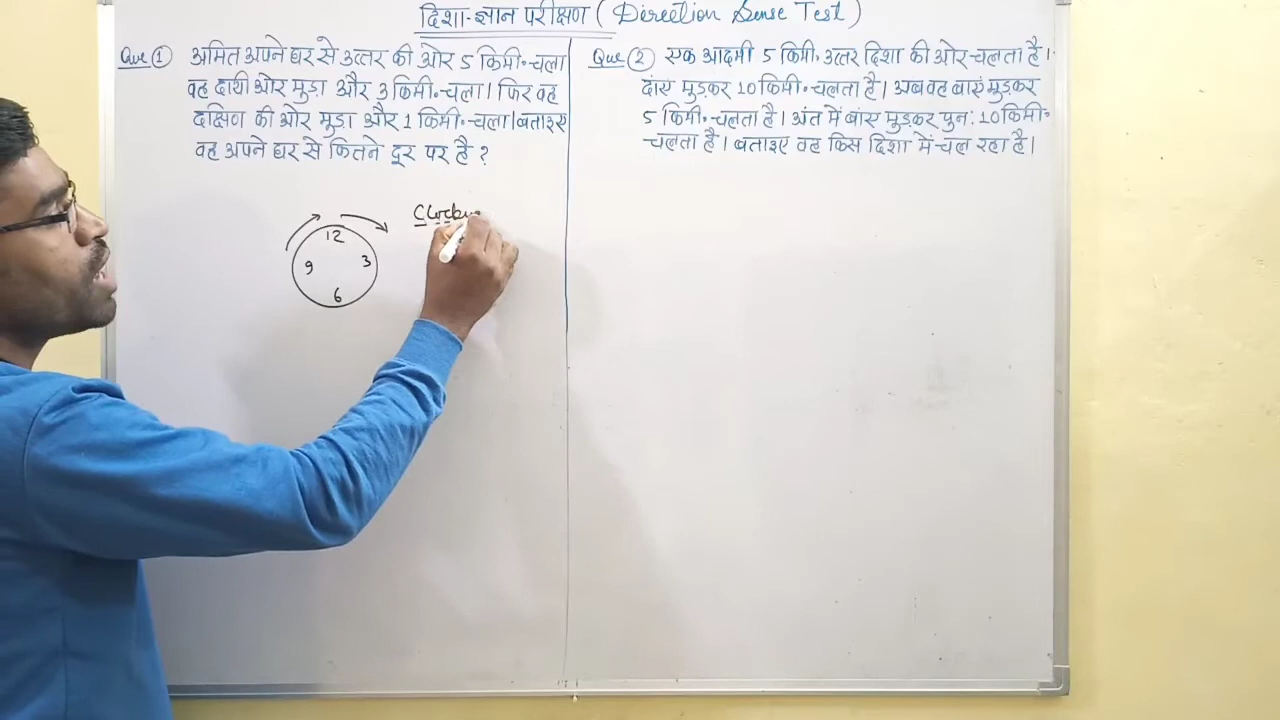 दिशा-ज्ञान परीक्षण ( Direction Sense Test )
Que ① अमित अपने घर से उत्तर की ओर 5 किमी॰ चला
वह दायी ओर मुड़ा और 3 किमी॰ चला। फिर वह
दक्षिण की ओर मुड़ा और 1 किमी॰ चला। बताइए
वह अपने घर से कितने दूर पर है ?
Que ② एक आदमी 5 किमी॰ उत्तर दिशा की ओर चलता है।
दांए मुड़कर 10 किमी॰ चलता है। अब वह बाएं मुड़कर
5 किमी॰ चलता है। अंत में बांए मुड़कर पुन: 10 किमी॰
चलता है। बताइए वह किस दिशा में चल रहा है।
12
9 3
6